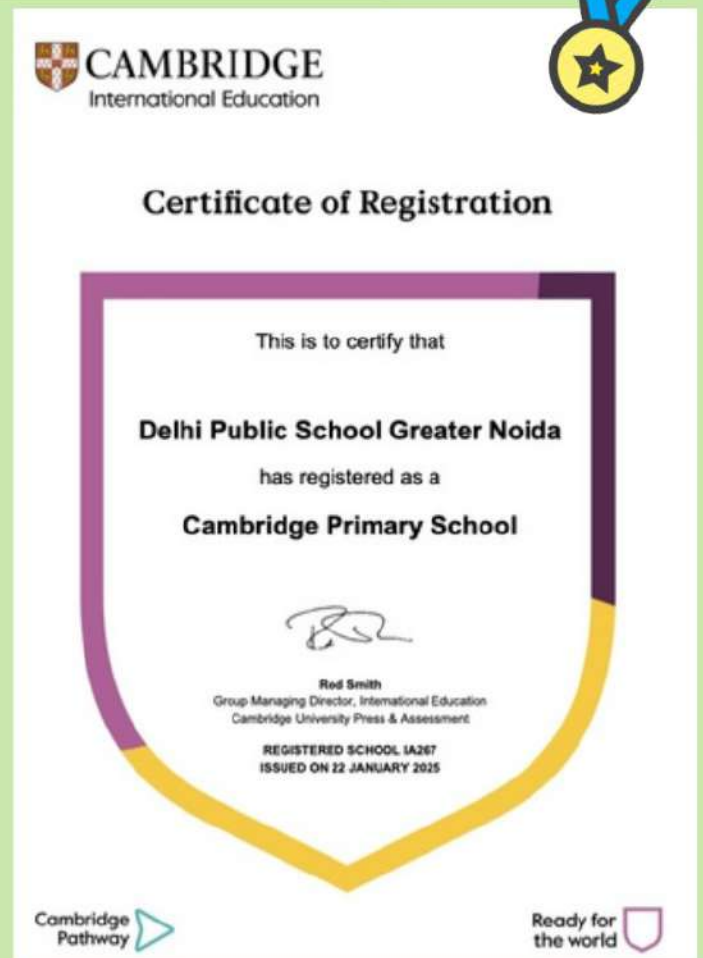 CAMBRIDGE
International Education
Certificate of Registration
This is to certify that
Delhi Public School Greater Noida
has registered as a
Cambridge Primary School
Rod Smith
Group Managing Director, International Education
Cambridge University Press & Assessment
REGISTERED SCHOOL IA267
ISSUED ON 22 JANUARY 2025
Cambridge
Pathway
Ready for
the world